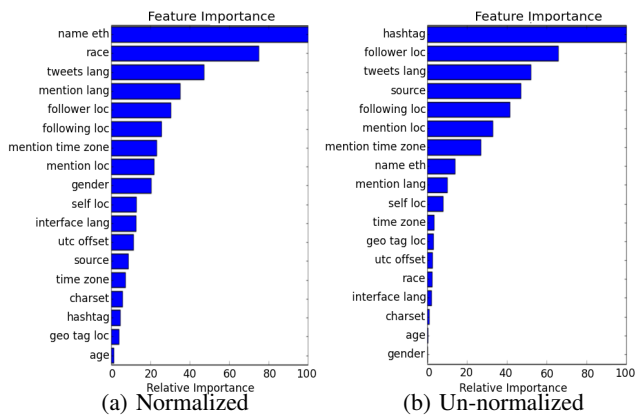 Feature Importance
name eth
race
tweets lang
mention lang
follower loc
following loc
mention time zone
mention loc
gender
self loc
interface lang
utc offset
source
time zone
charset
hashtag
geo tag loc
age
0 20 40 60 80 100
Relative Importance
(a) Normalized
Feature Importance
hashtag
follower loc
tweets lang
source
following loc
mention loc
mention time zone
name eth
mention lang
self loc
time zone
geo tag loc
utc offset
race
interface lang
charset
age
gender
0 20 40 60 80 100
Relative Importance
(b) Un-normalized